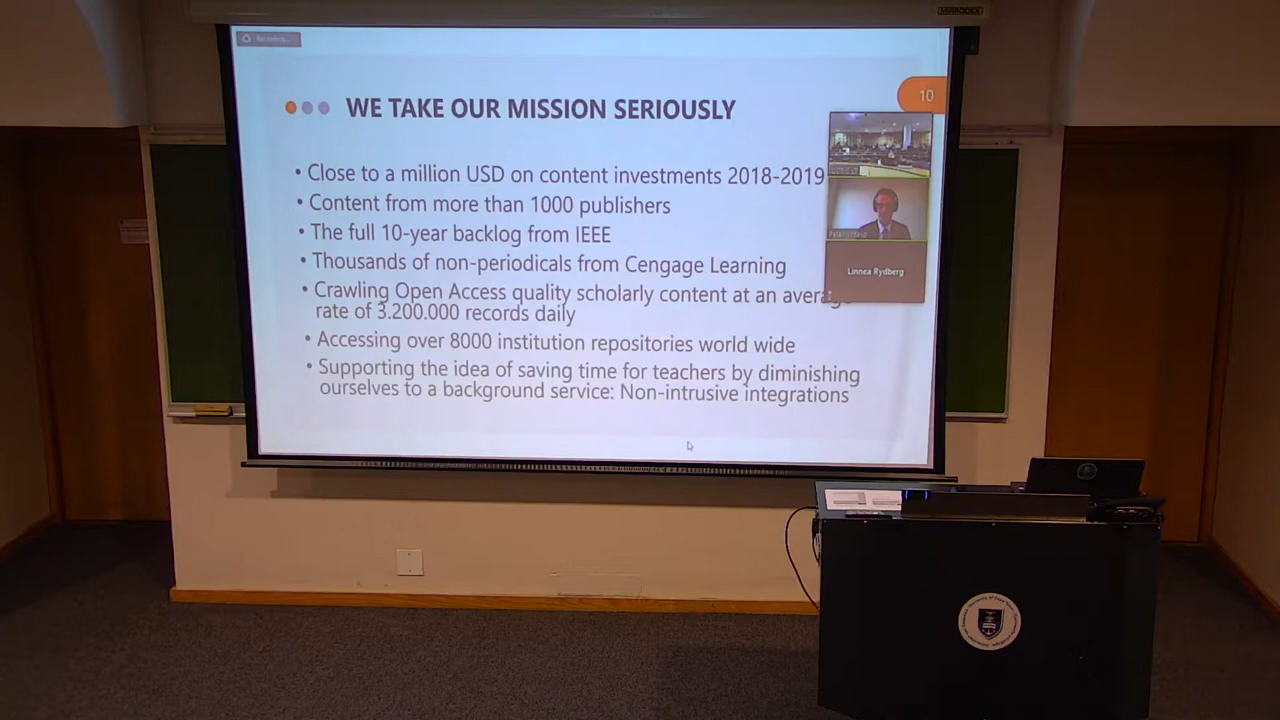 Recording...
WE TAKE OUR MISSION SERIOUSLY
10
• Close to a million USD on content investments 2018-2019
• Content from more than 1000 publishers
• The full 10-year backlog from IEEE
• Thousands of non-periodicals from Cengage Learning
Linnea Rydberg
• Crawling Open Access quality scholarly content at an average
rate of 3.200.000 records daily
• Accessing over 8000 institution repositories world wide
• Supporting the idea of saving time for teachers by diminishing
ourselves to a background service: Non-intrusive integrations